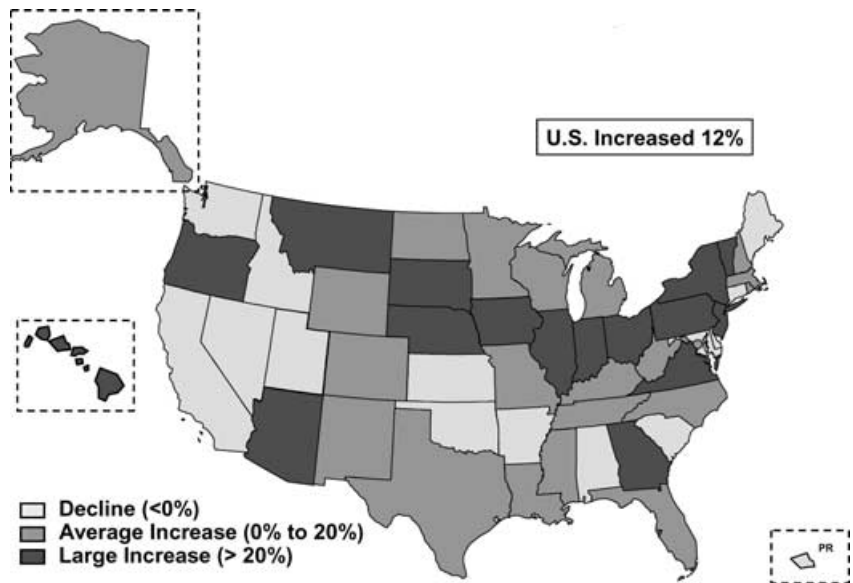 U.S. Increased 12%
Decline (<0%)
Average Increase (0% to 20%)
Large Increase (> 20%)
PR